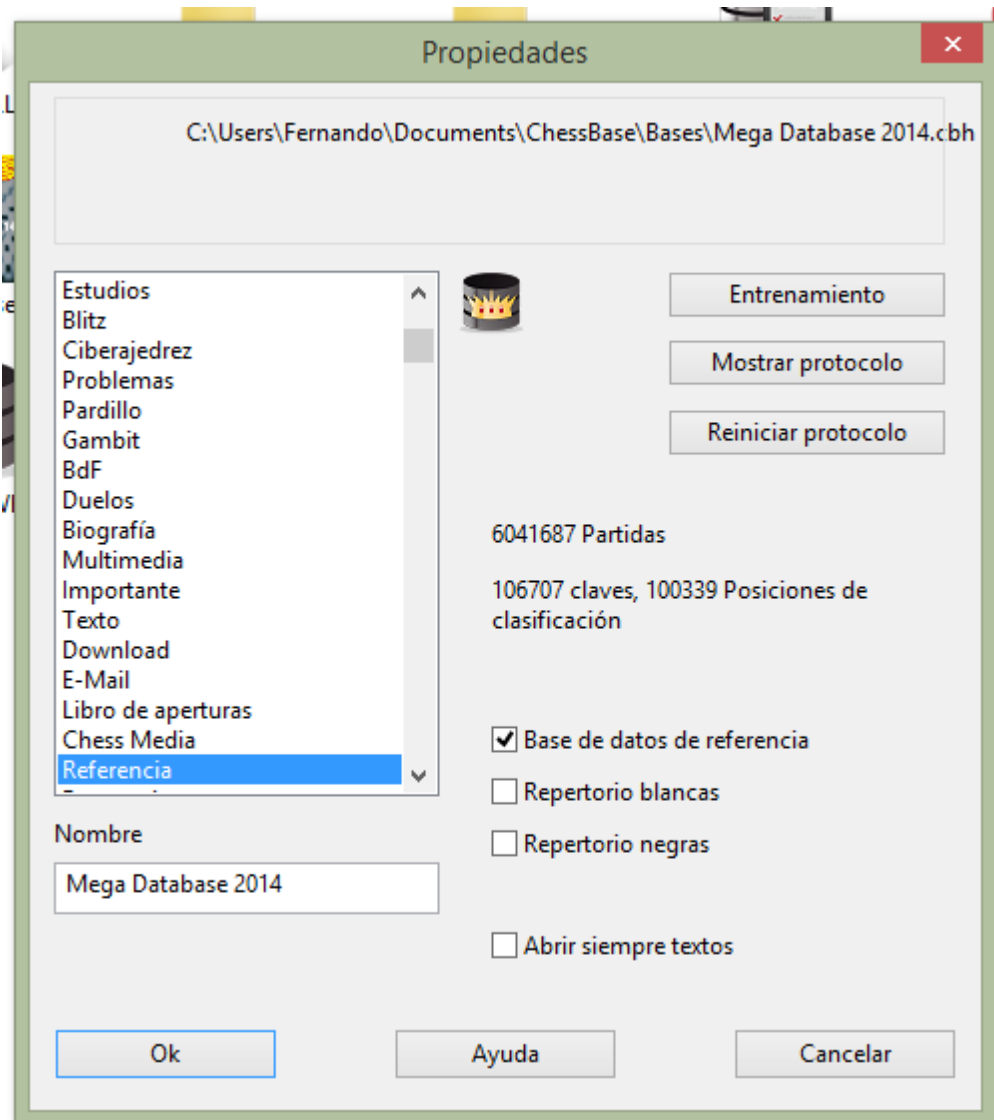 Propiedades
C:\Users\Fernando\Documents\ChessBase\Bases\Mega Database 2014.cbh
Estudios
Blitz
Ciberajedrez
Problemas
Pardillo
Gambit
BdF
Duelos
Biografía
Multimedia
Importante
Texto
Download
E-Mail
Libro de aperturas
Chess Media
Referencia
Entrenamiento
Mostrar protocolo
Reiniciar protocolo
6041687 Partidas
106707 claves, 100339 Posiciones de
clasificación
Base de datos de referencia
Repertorio blancas
Repertorio negras
Abrir siempre textos
Nombre
Mega Database 2014
Ok
Ayuda
Cancelar